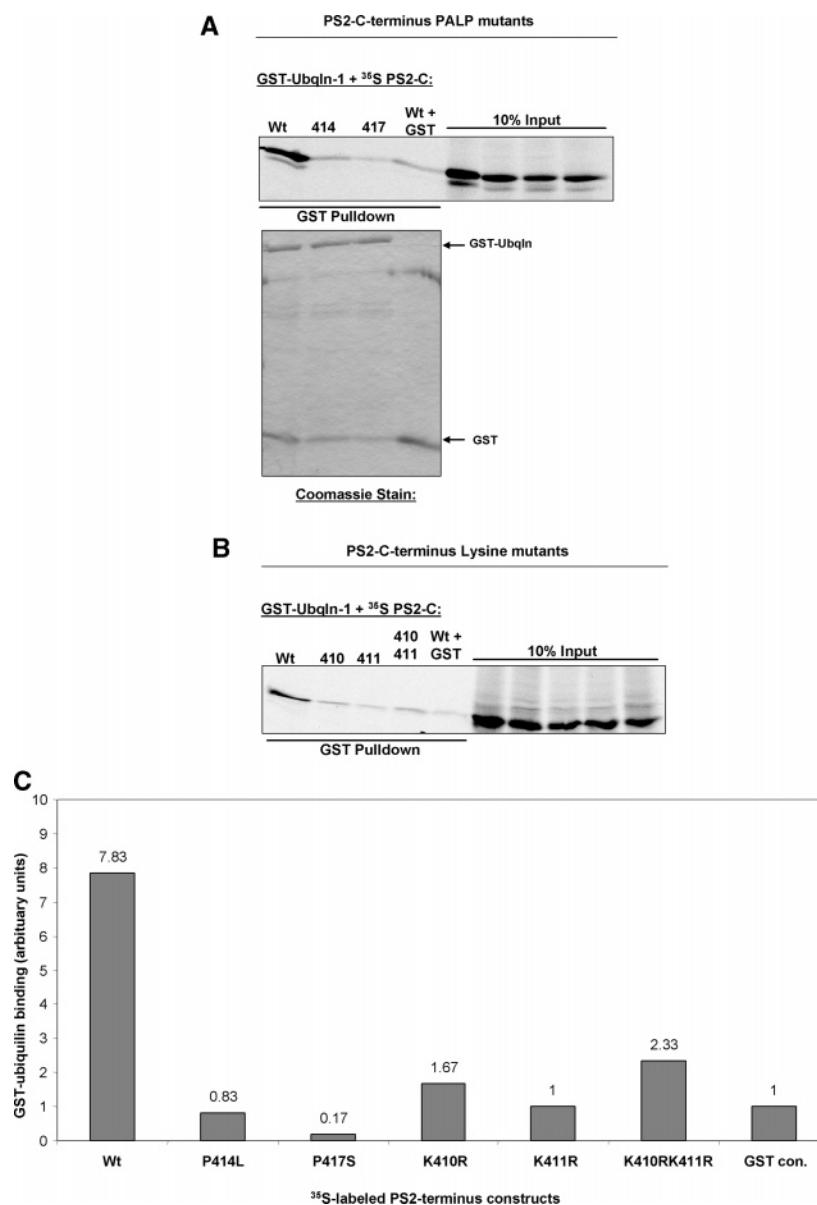 A
PS2-C-terminus PALP mutants
GST-Ubqln-1 + ³⁵S PS2-C:
Wt 414 417 Wt + GST 10% Input
GST Pulldown
GST-Ubqln
GST
Coomassie Stain:
B
PS2-C-terminus Lysine mutants
GST-Ubqln-1 + ³⁵S PS2-C:
Wt 410 411 410 411 Wt + GST 10% Input
GST Pulldown
C
GST-ubiquilin binding (arbituary units)
10
9
8
7
6
5
4
3
2
1
0
7.83
0.83
0.17
1.67
1
2.33
1
Wt P414L P417S K410R K411R K410RK411R GST con.
³⁵S-labeled PS2-terminus constructs